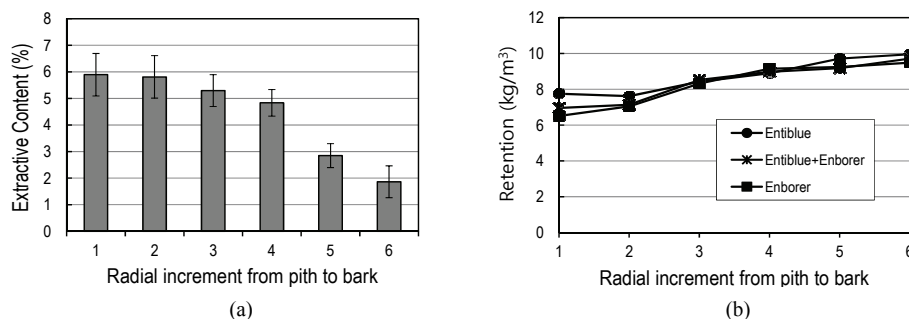 8
7
6
5
4
3
2
1
0
Extractive Content (%)
1 2 3 4 5 6
Radial increment from pith to bark
(a)
12
10
8
6
4
2
0
Retention (kg/m³)
Entiblue
Entiblue+Enborer
Enborer
1 2 3 4 5 6
Radial increment from pith to bark
(b)